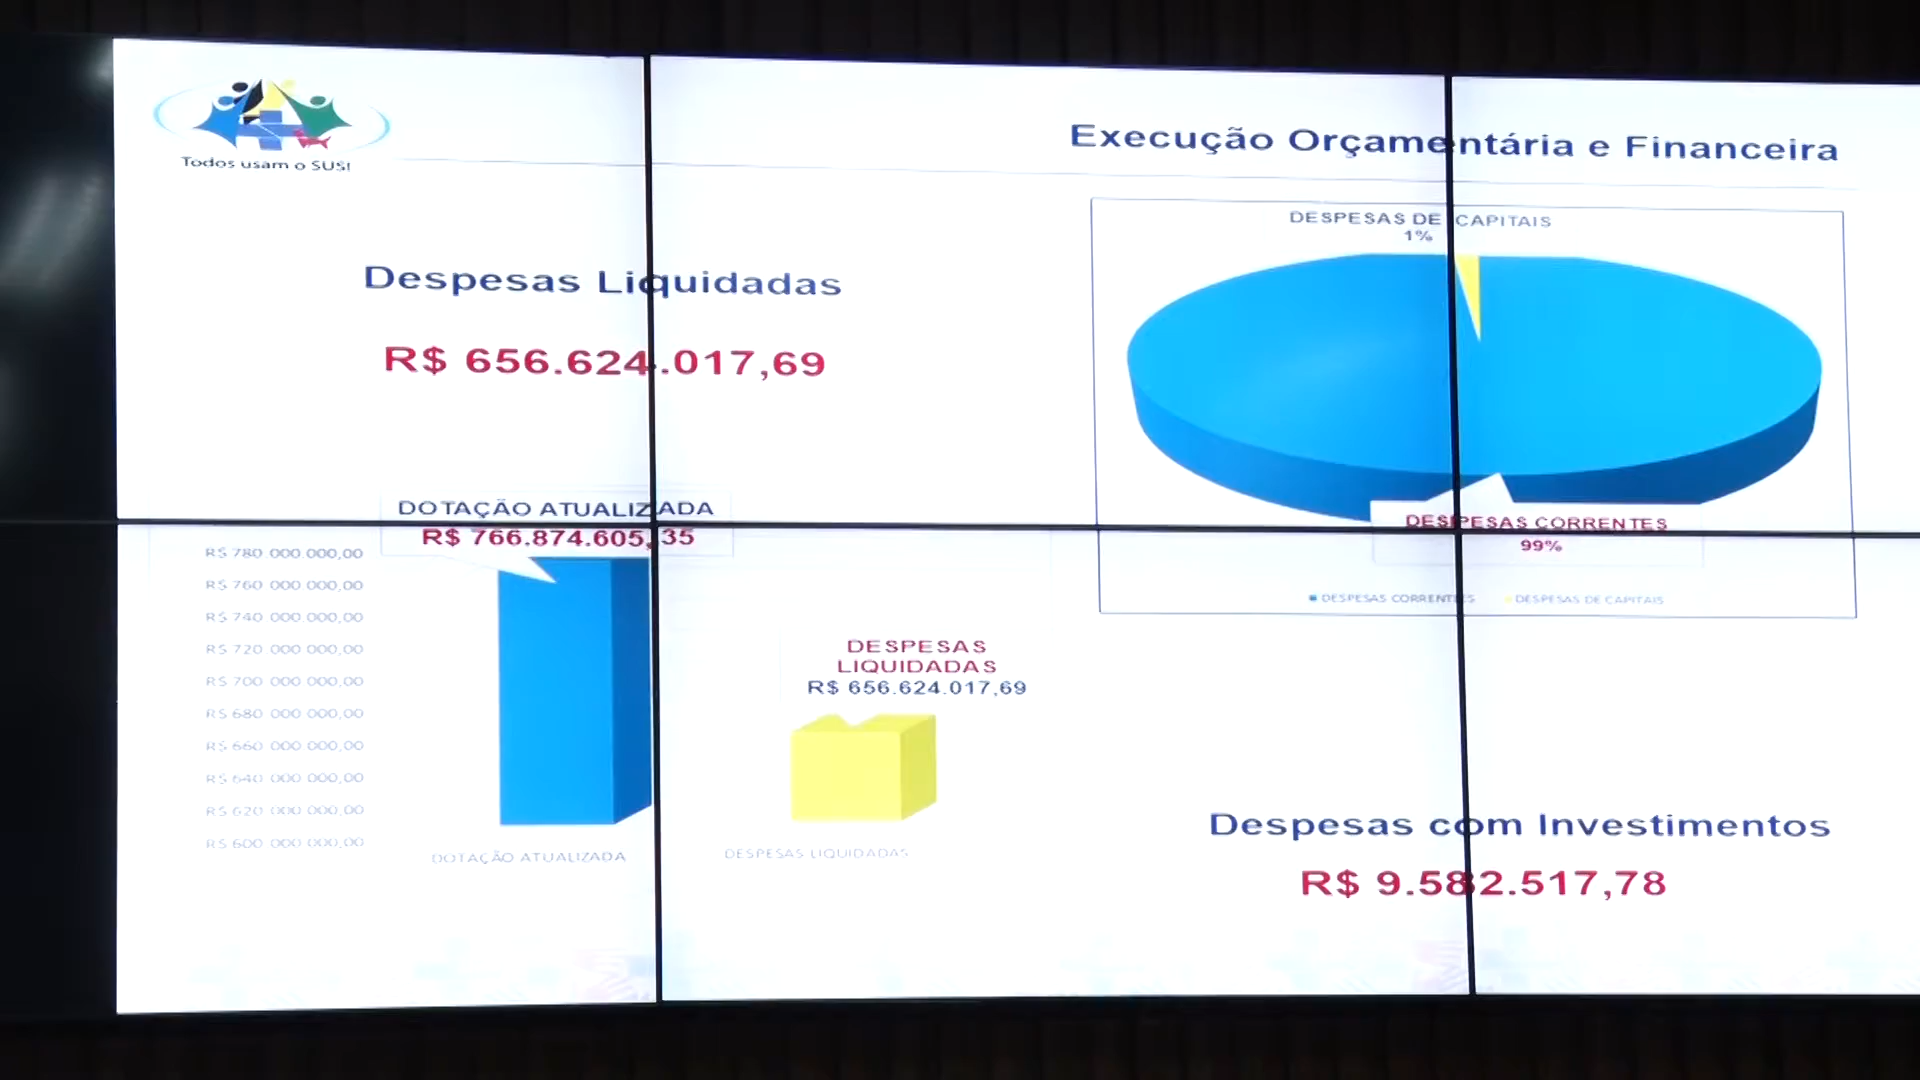 Todos usam o SUS!
Execução Orçamentária e Financeira
Despesas Liquidadas
R$ 656.624.017,69
DESPESAS DE CAPITAIS
1%
DESPESAS CORRENTES
99%
DESPESAS CORRENTES
DESPESAS DE CAPITAIS
DOTAÇÃO ATUALIZADA
R$ 766.874.605,35
R$ 780 000.000,00
R$ 760 000 000,00
R$ 740 000.000,00
R$ 720 000.000,00
R$ 700 000.000,00
R$ 680 000.000,00
R$ 660 000.000,00
R$ 640 000 000,00
R$ 620 000 000,00
R$ 600 000 000,00
DESPESAS
LIQUIDADAS
R$ 656.624.017,69
DOTAÇÃO ATUALIZADA
DESPESAS LIQUIDADAS
Despesas com Investimentos
R$ 9.582.517,78